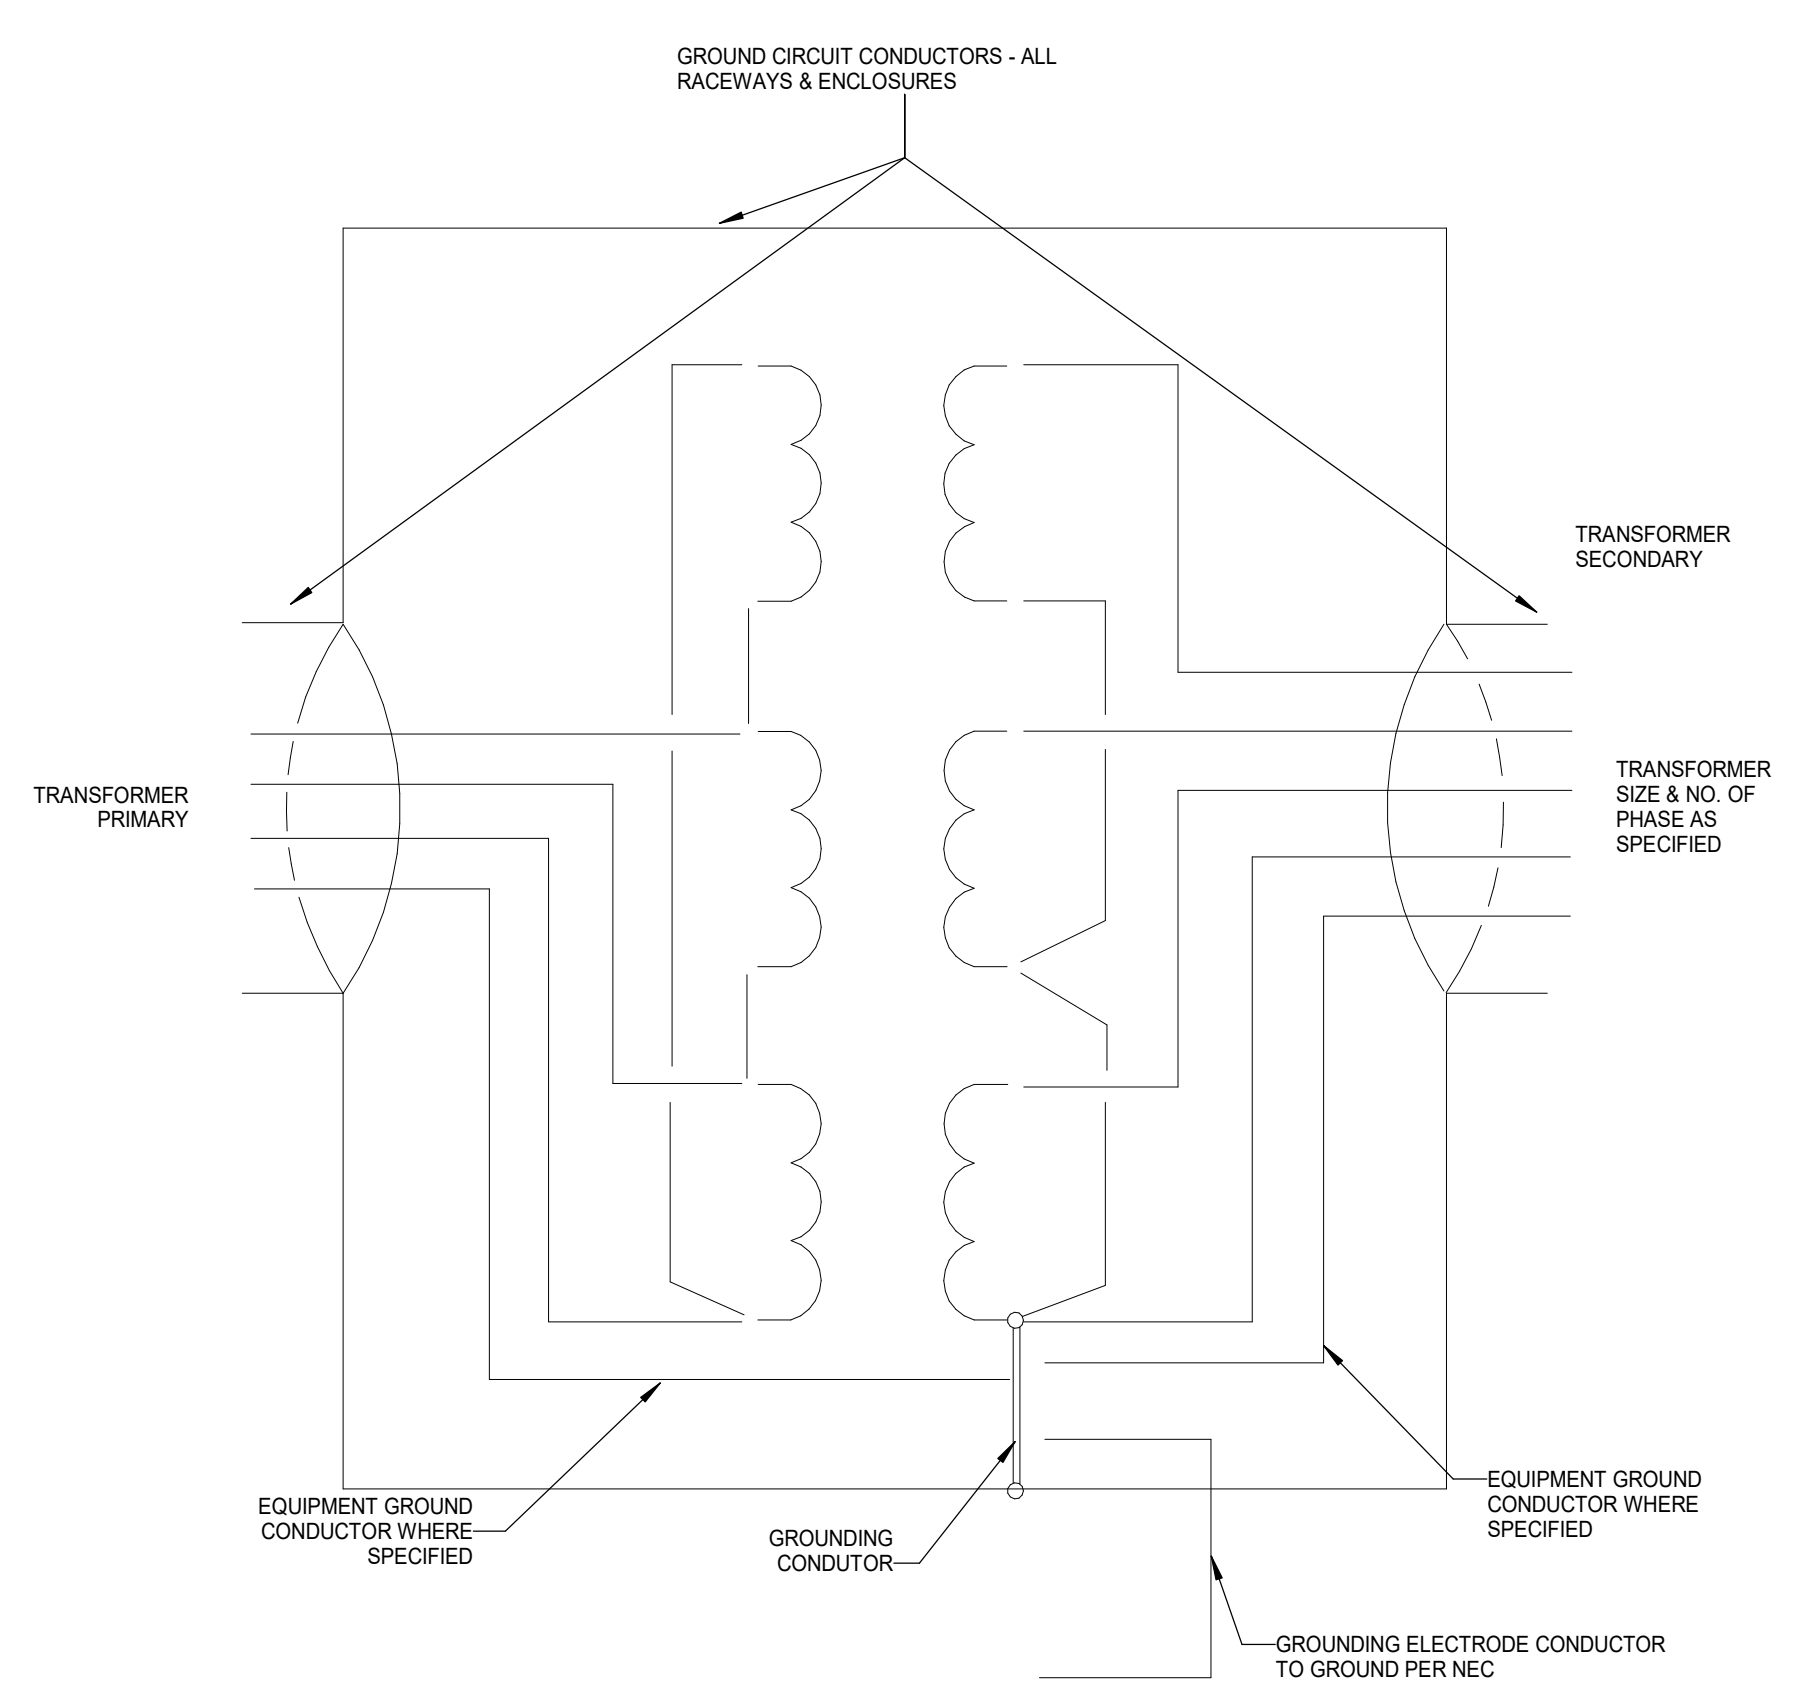 GROUND CIRCUIT CONDUCTORS - ALL
RACEWAYS & ENCLOSURES
TRANSFORMER
SECONDARY
TRANSFORMER
PRIMARY
TRANSFORMER
SIZE & NO. OF
PHASE AS
SPECIFIED
EQUIPMENT GROUND
CONDUCTOR WHERE
SPECIFIED
GROUNDING
CONDUTOR
EQUIPMENT GROUND
CONDUCTOR WHERE
SPECIFIED
GROUNDING ELECTRODE CONDUCTOR
TO GROUND PER NEC